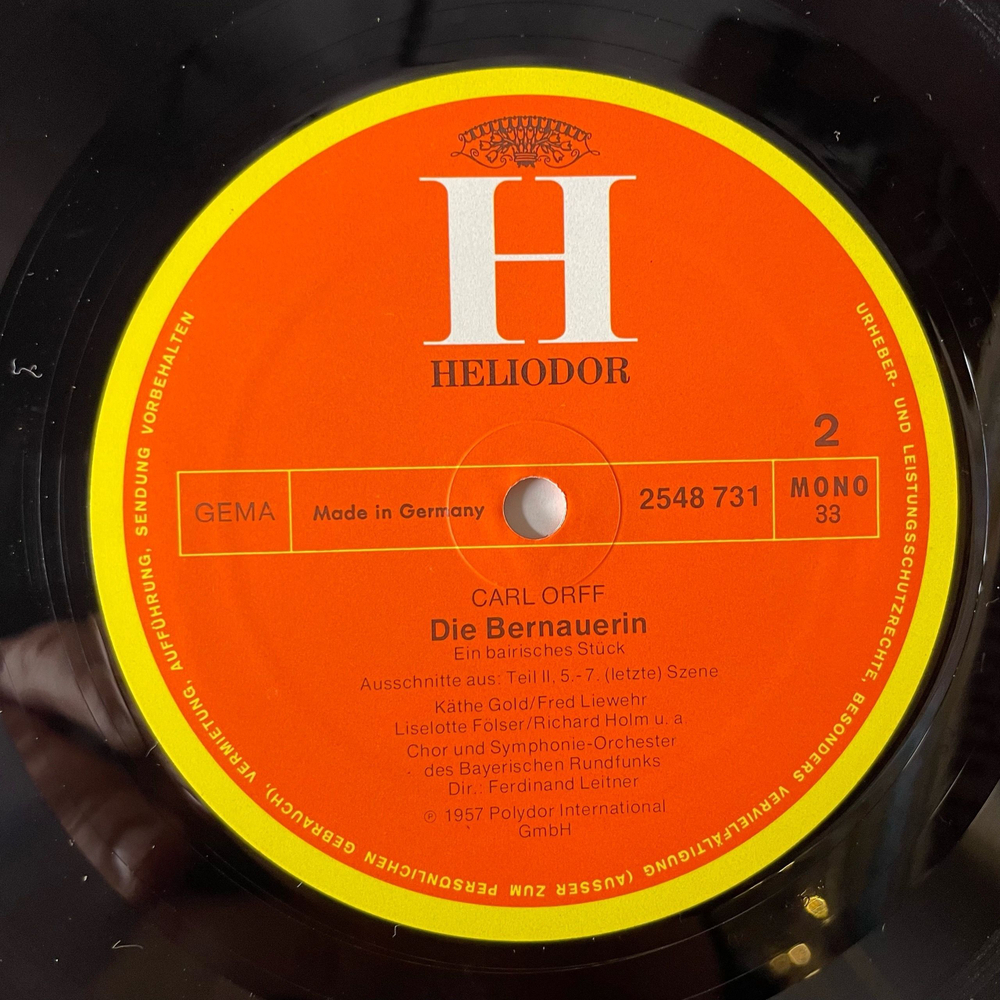 H
HELIODOR
2
GEMA
Made in Germany
2548 731
MONO
33
CARL ORFF
Die Bernauerin
Ein bairisches Stück
Ausschnitte aus: Teil II, 5.-7. (letzte) Szene
Käthe Gold/Fred Liewehr
Liselotte Fölser/Richard Holm u. a.
Chor und Symphonie-Orchester
des Bayerischen Rundfunks
Dir.: Ferdinand Leitner
℗ 1957 Polydor International
GmbH
URHEBER- UND LEISTUNGSSCHUTZRECHTE, BESONDERS VERVIELFÄLTIGUNG (AUSSER ZUM PERSÖNLICHEN GEBRAUCH), VERMIETUNG, AUFFÜHRUNG, SENDUNG VORBEHALTEN